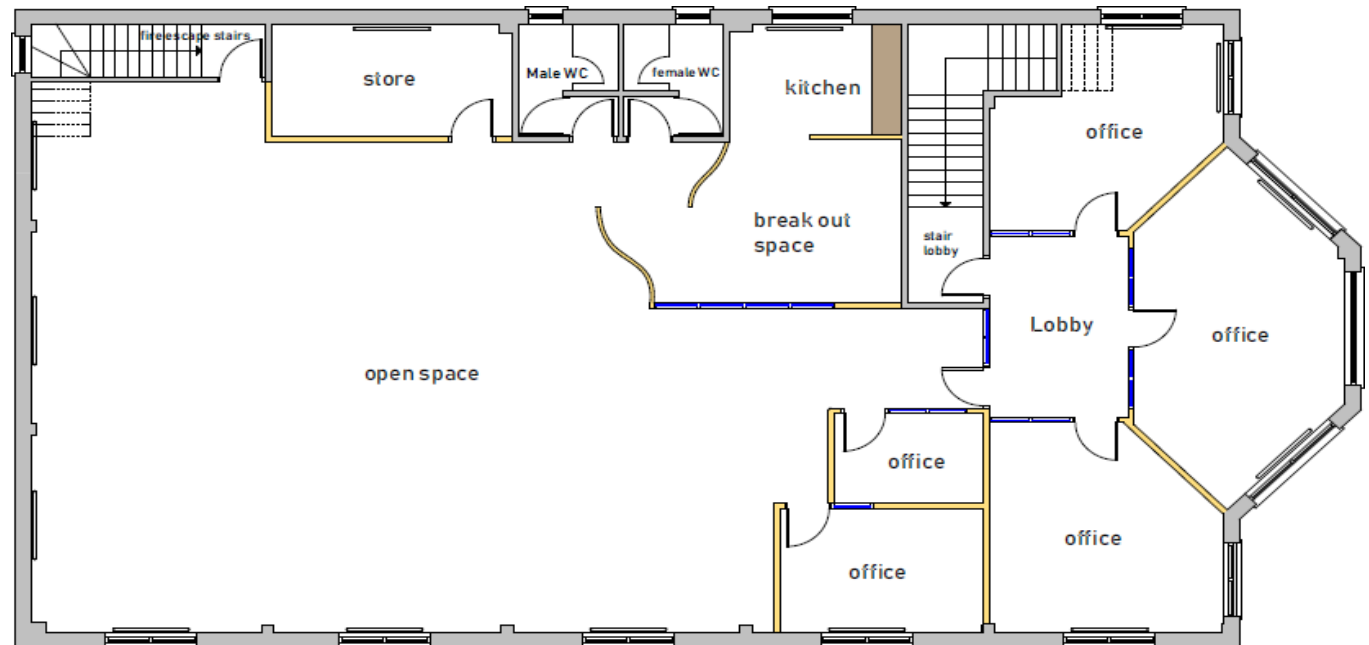 fire escape stairs
store
Male WC
female WC
kitchen
office
break out
space
stair
lobby
Lobby
office
open space
office
office
office